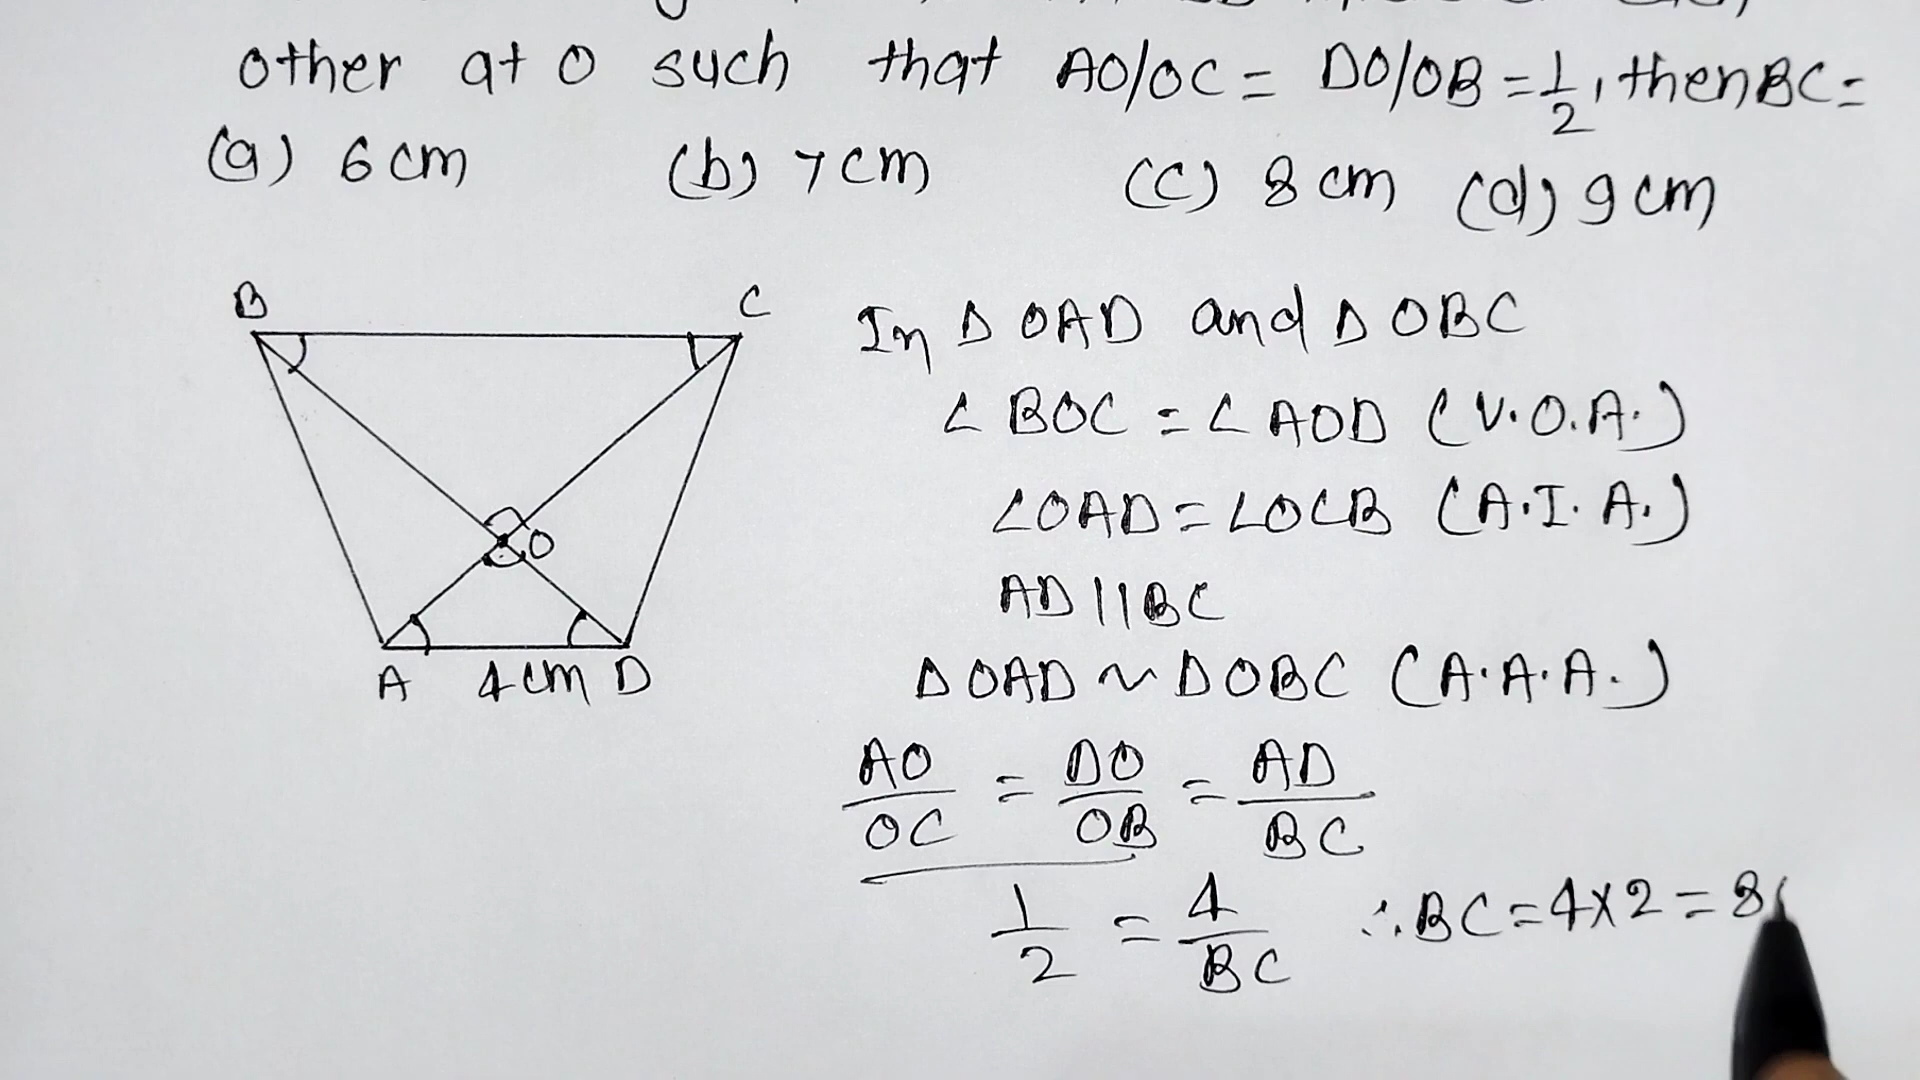 other at O such that AO/OC = DO/OB = 1/2, then BC =
(a) 6 cm (b) 7 cm (c) 8 cm (d) 9 cm
B C
O
A 4 cm D
In Δ OAD and Δ OBC
∠ BOC = ∠ AOD (V.O.A.)
∠OAD = ∠OCB (A.I.A.)
AD || BC
Δ OAD ~ Δ OBC (A.A.A.)
AO/OC = DO/OB = AD/BC
1/2 = 4/BC ∴ BC = 4 x 2 = 8